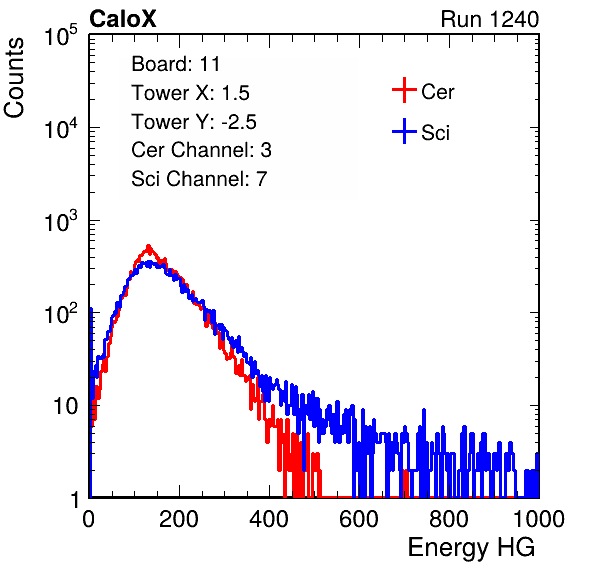 CaloX Run 1240
Counts
Board: 11
Tower X: 1.5
Tower Y: -2.5
Cer Channel: 3
Sci Channel: 7
Cer
Sci
10^5
10^4
10^3
10^2
10
1
0 200 400 600 800 1000
Energy HG